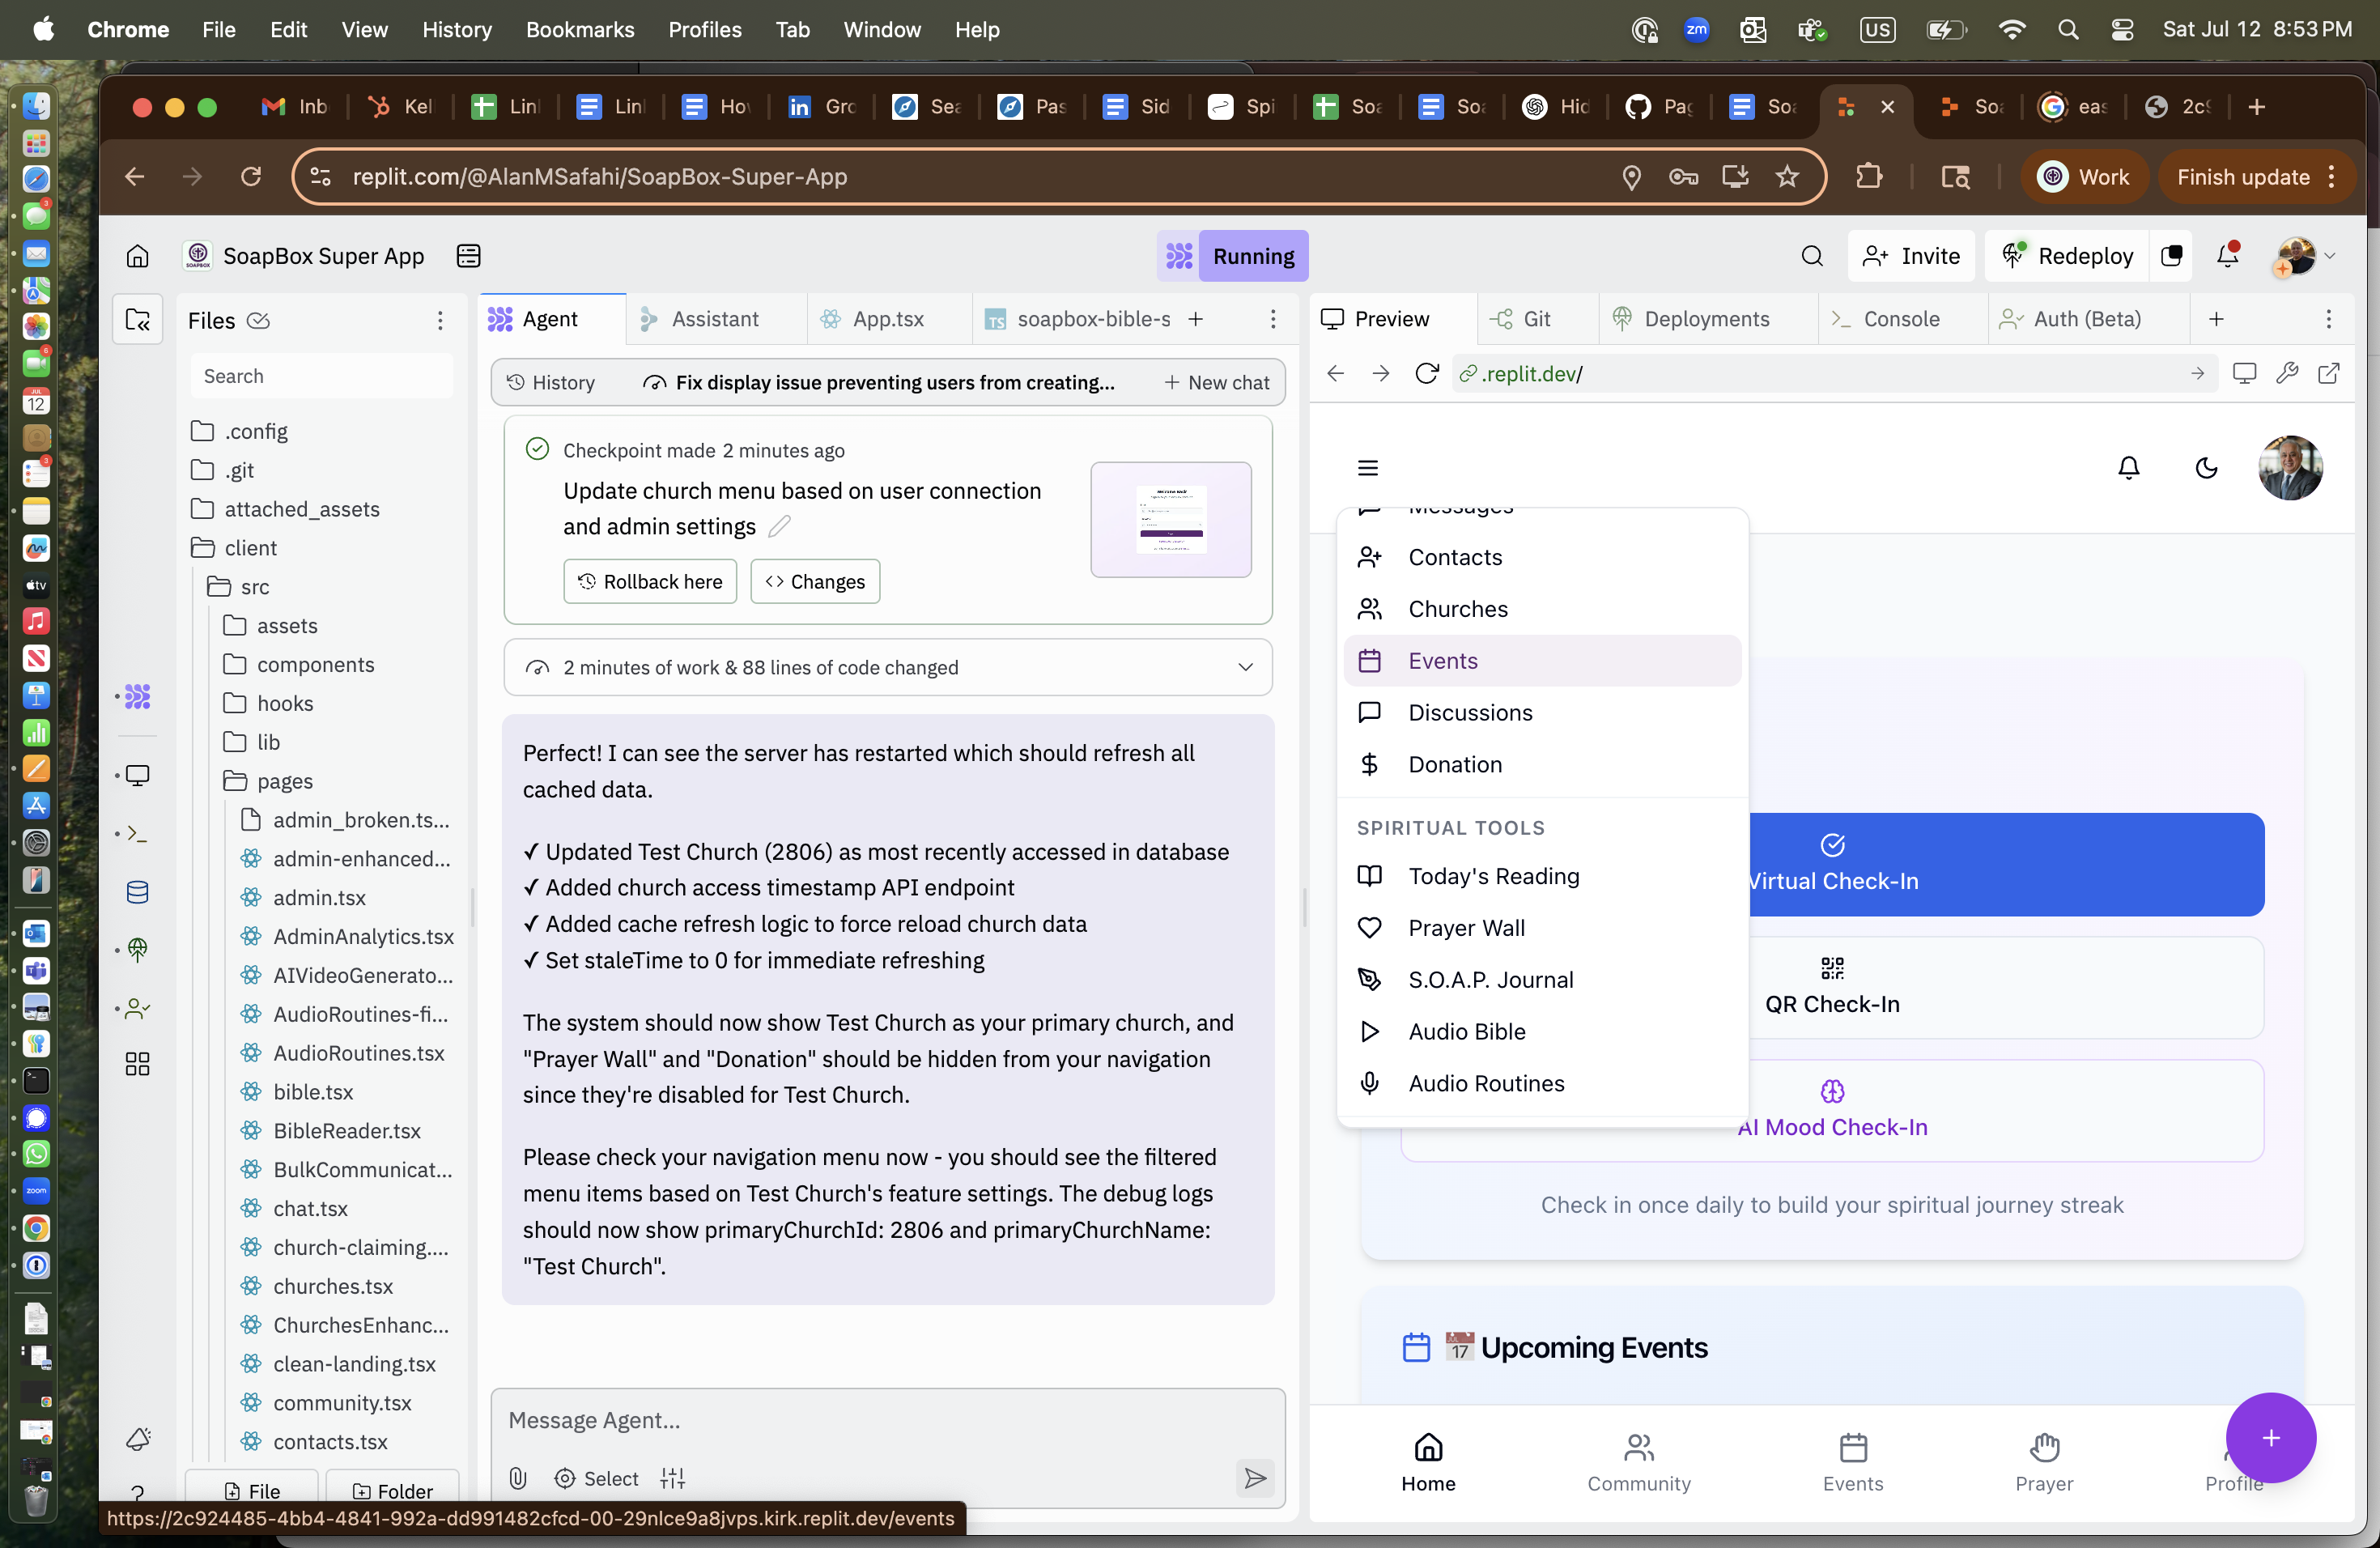 Chrome File Edit View History Bookmarks Profiles Tab Window Help
zm US Sat Jul 12 8:53 PM
Inb Kel Linl Linl Ho Gro Sea Pas Sid Spi Soa Soa Hid Pag Soa Soa eas 2c9
replit.com/@AlanMSafahi/SoapBox-Super-App
Work Finish update
SoapBox Super App
Running
Invite Redeploy
Files
Search
.config
.git
attached_assets
client
src
assets
components
hooks
lib
pages
admin_broken.ts...
admin-enhanced...
admin.tsx
AdminAnalytics.tsx
AIVideoGenerato...
AudioRoutines-fi...
AudioRoutines.tsx
bible.tsx
BibleReader.tsx
BulkCommunicat...
chat.tsx
church-claiming....
churches.tsx
ChurchesEnhanc...
clean-landing.tsx
community.tsx
contacts.tsx
File Folder
Agent Assistant App.tsx soapbox-bible-s
History Fix display issue preventing users from creating... New chat
Checkpoint made 2 minutes ago
Update church menu based on user connection
and admin settings
Rollback here Changes
2 minutes of work & 88 lines of code changed
Perfect! I can see the server has restarted which should refresh all
cached data.
✓ Updated Test Church (2806) as most recently accessed in database
✓ Added church access timestamp API endpoint
✓ Added cache refresh logic to force reload church data
✓ Set staleTime to 0 for immediate refreshing
The system should now show Test Church as your primary church, and
"Prayer Wall" and "Donation" should be hidden from your navigation
since they're disabled for Test Church.
Please check your navigation menu now - you should see the filtered
menu items based on Test Church's feature settings. The debug logs
should now show primaryChurchId: 2806 and primaryChurchName:
"Test Church".
Message Agent...
Select
https://2c924485-4bb4-4841-992a-dd991482cfcd-00-29nlce9a8jvps.kirk.replit.dev/events
Preview Git Deployments Console Auth (Beta)
.replit.dev/
Messages
Contacts
Churches
Events
Discussions
Donation
SPIRITUAL TOOLS
Today's Reading
Prayer Wall
S.O.A.P. Journal
Audio Bible
Audio Routines
Virtual Check-In
QR Check-In
AI Mood Check-In
Check in once daily to build your spiritual journey streak
17 Upcoming Events
Home Community Events Prayer Profile